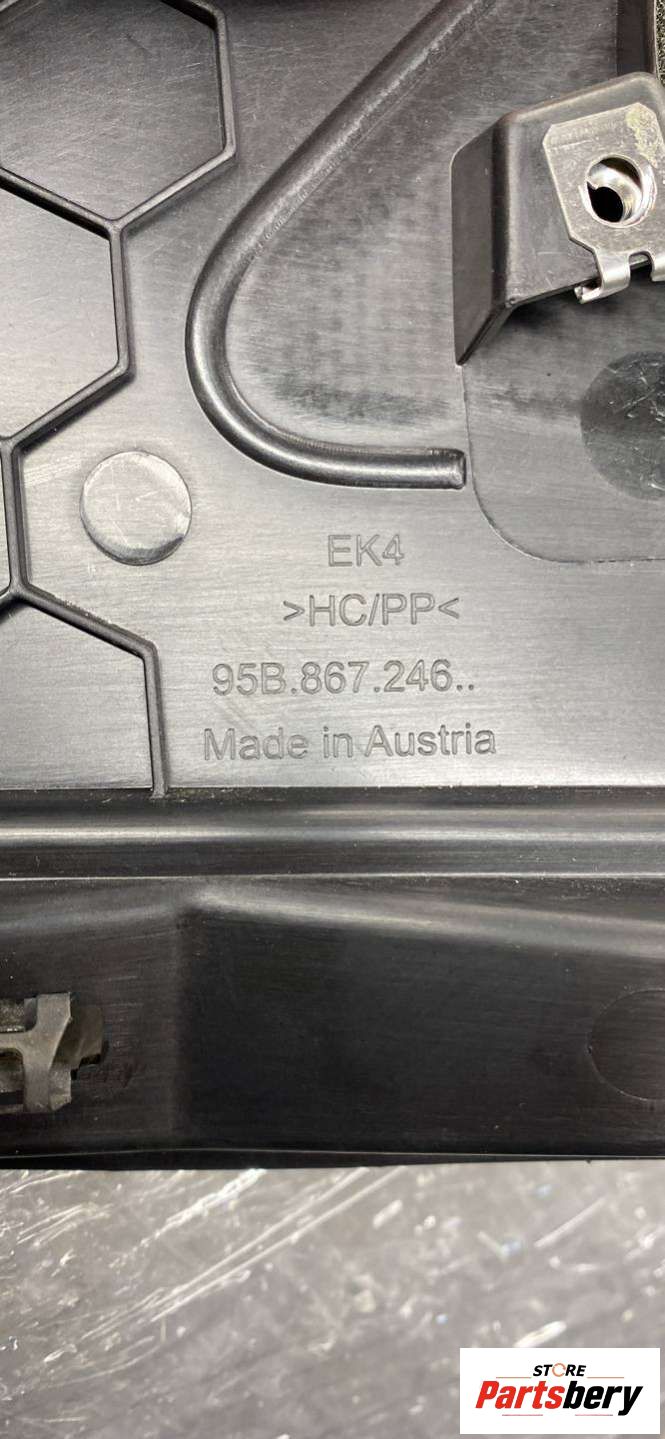 EK4
>HC/PP<
95B.867.246..
Made in Austria
STORE
Partsbery